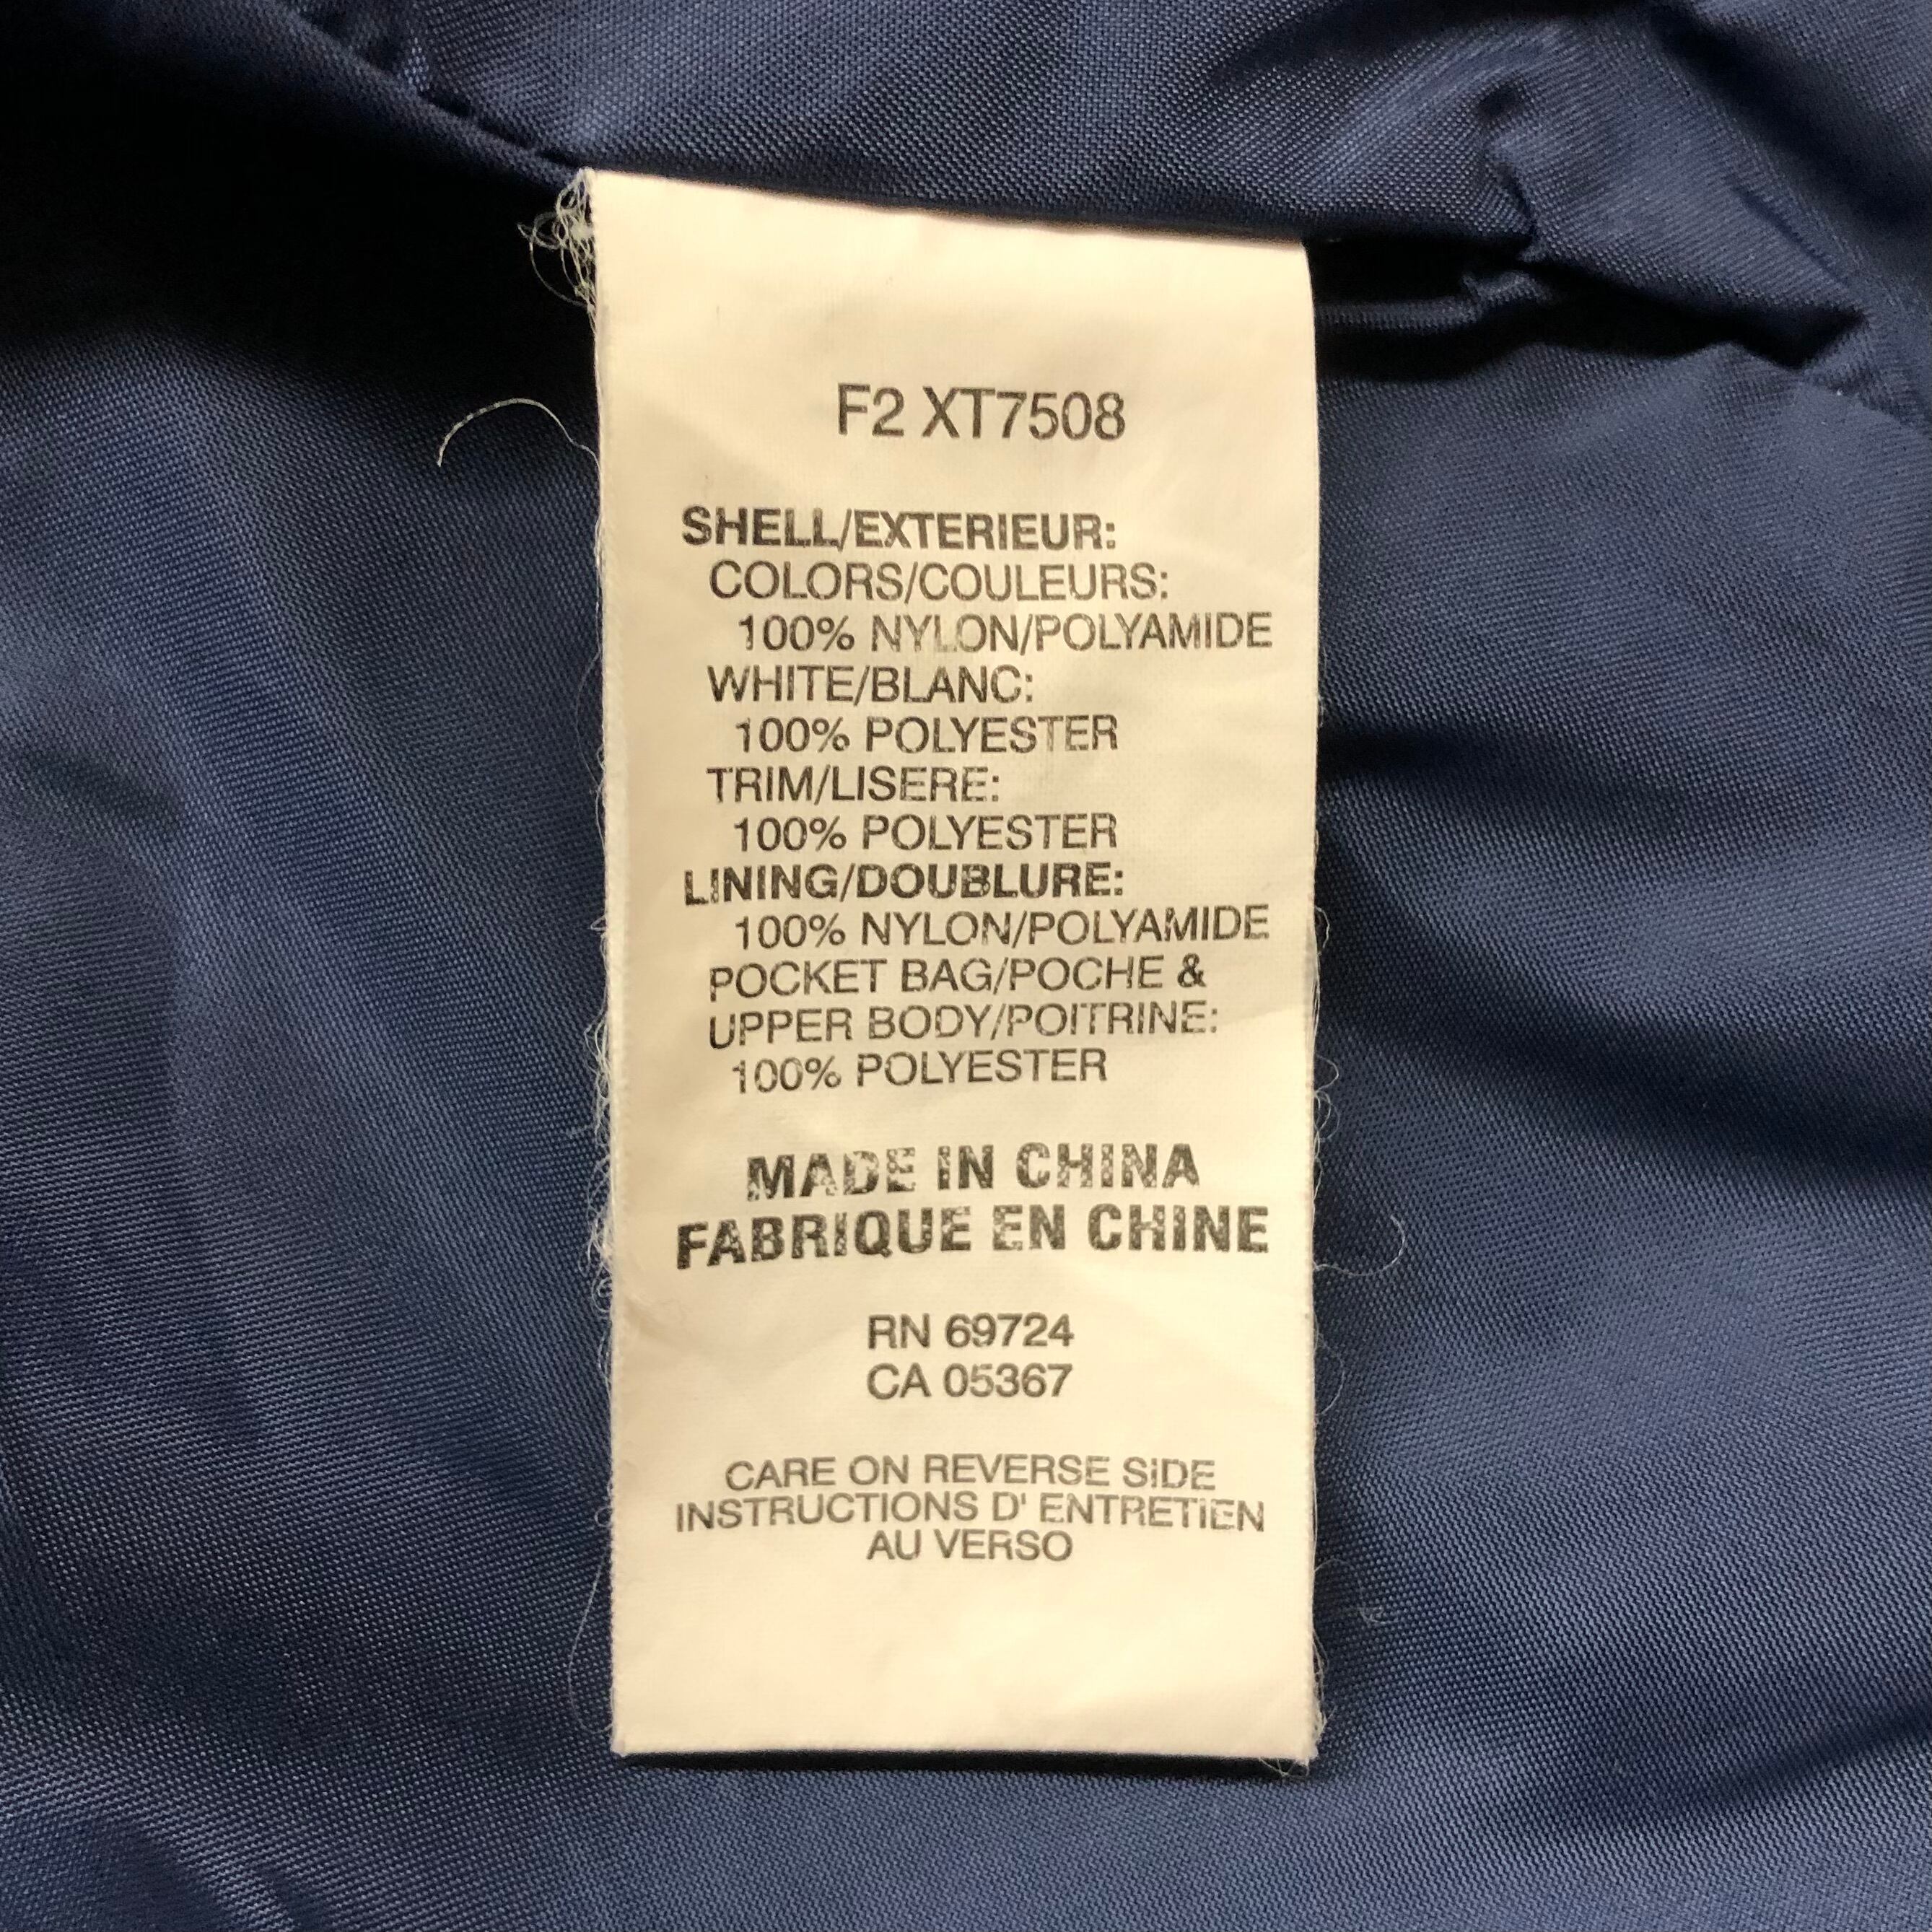 F2 XT7508
SHELL/EXTERIEUR:
COLORS/COULEURS:
100% NYLON/POLYAMIDE
WHITE/BLANC:
100% POLYESTER
TRIM/LISERE:
100% POLYESTER
LINING/DOUBLURE:
100% NYLON/POLYAMIDE
POCKET BAG/POCHE &
UPPER BODY/POITRINE:
100% POLYESTER
MADE IN CHINA
FABRIQUE EN CHINE
RN 69724
CA 05367
CARE ON REVERSE SIDE
INSTRUCTIONS D' ENTRETIEN
AU VERSO